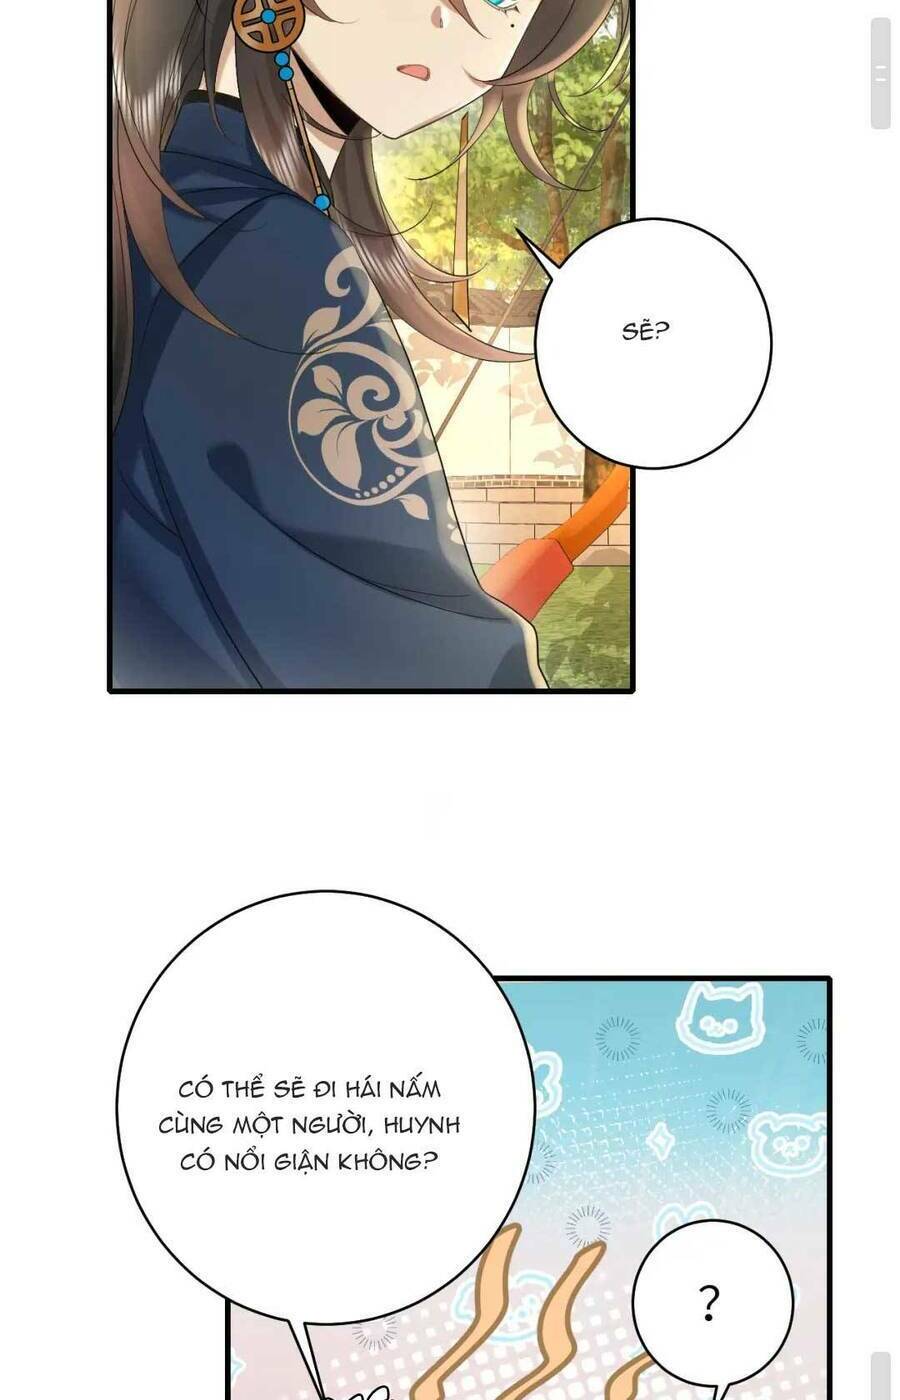 SẼ?
CÓ THỂ SẼ ĐI HÁI NẤM
CÙNG MỘT NGƯỜI, HUYNH
CÓ NỔI GIẬN KHÔNG?
?